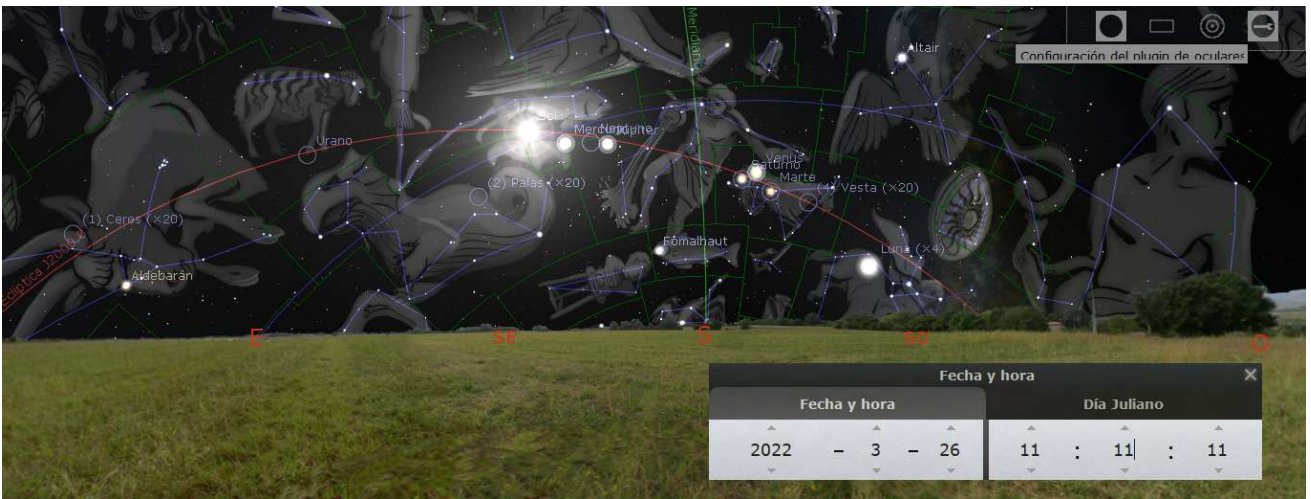 Meridiano
Altair
Configuración del plugin de oculares
Sol
Mercurio
Neptuno
Júpiter
Urano
Venus
Saturno
Marte
(2) Palas (×20)
(4) Vesta (×20)
(1) Ceres (×20)
Fomalhaut
Luna (×4)
Aldebarán
Eclíptica J2000.0
E
SE
S
SO
O
Fecha y hora ×
Fecha y hora
Día Juliano
2022 – 3 – 26 11 : 11 : 11